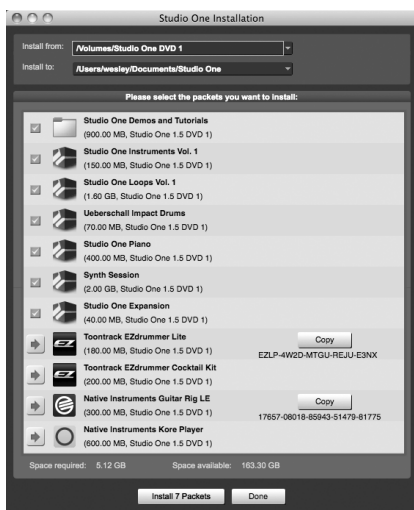 Studio One Installation
Install from: /Volumes/Studio One DVD 1
Install to: /Users/wesley/Documents/Studio One
Please select the packets you want to install:
Studio One Demos and Tutorials
(900.00 MB, Studio One 1.5 DVD 1)
Studio One Instruments Vol. 1
(150.00 MB, Studio One 1.5 DVD 1)
Studio One Loops Vol. 1
(1.60 GB, Studio One 1.5 DVD 1)
Ueberschall Impact Drums
(70.00 MB, Studio One 1.5 DVD 1)
Studio One Piano
(400.00 MB, Studio One 1.5 DVD 1)
Synth Session
(2.00 GB, Studio One 1.5 DVD 1)
Studio One Expansion
(40.00 MB, Studio One 1.5 DVD 1)
EZ
Toontrack EZdrummer Lite
(180.00 MB, Studio One 1.5 DVD 1)
Copy
EZLP-4W2D-MTGU-REJU-E3NX
EZ
Toontrack EZdrummer Cocktail Kit
(200.00 MB, Studio One 1.5 DVD 1)
Native Instruments Guitar Rig LE
(300.00 MB, Studio One 1.5 DVD 1)
Copy
17657-08018-85943-51479-81775
Native Instruments Kore Player
(600.00 MB, Studio One 1.5 DVD 1)
Space required: 5.12 GB Space available: 163.30 GB
Install 7 Packets Done